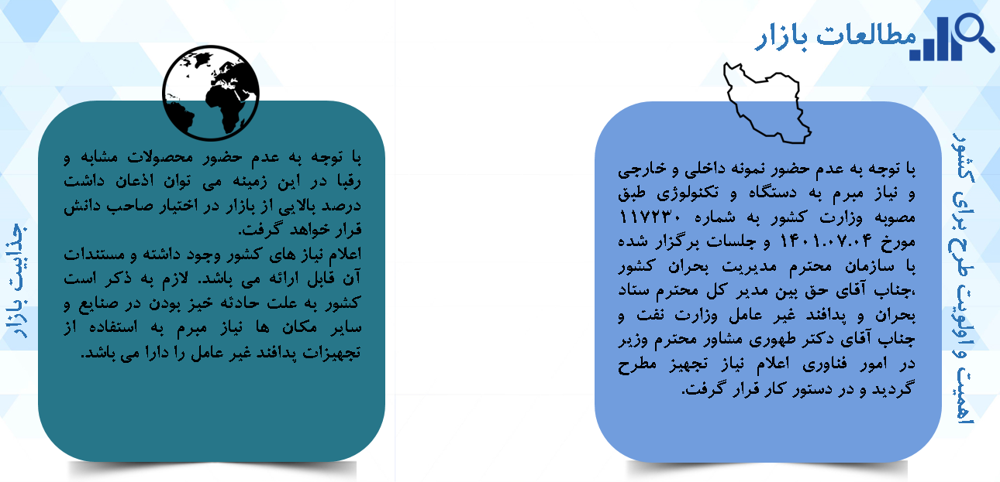 مطالعات بازار
اهمیت و اولویت طرح برای کشور
با توجه به عدم حضور نمونه داخلی و خارجی
و نیاز مبرم به دستگاه و تکنولوژی طبق
مصوبه وزارت کشور به شماره ۱۱۷۲۳۰
مورخ ۱۴۰۱.۰۷.۰۴ و جلسات برگزار شده
با سازمان محترم مدیریت بحران کشور
،جناب آقای حق بین مدیر کل محترم ستاد
بحران و پدافند غیر عامل وزارت نفت و
جناب آقای دکتر طهوری مشاور محترم وزیر
در امور فناوری اعلام نیاز تجهیز مطرح
گردید و در دستور کار قرار گرفت.
با توجه به عدم حضور محصولات مشابه و
رقبا در این زمینه می توان اذعان داشت
درصد بالایی از بازار در اختیار صاحب دانش
قرار خواهد گرفت.
اعلام نیاز های کشور وجود داشته و مستندات
آن قابل ارائه می باشد. لازم به ذکر است
کشور به علت حادثه خیز بودن در صنایع و
سایر مکان ها نیاز مبرم به استفاده از
تجهیزات پدافند غیر عامل را دارا می باشد.
جذابیت بازار